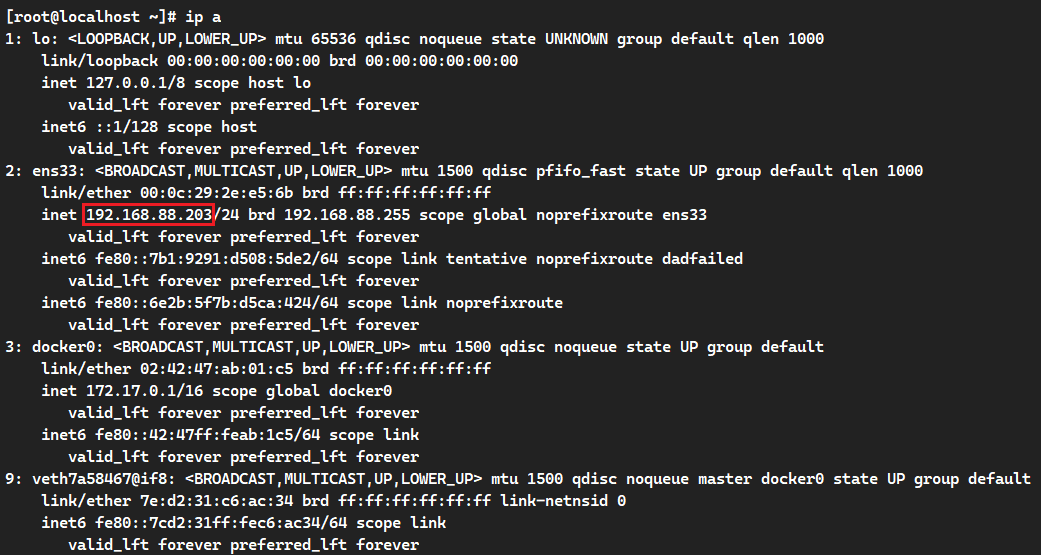 [root@localhost ~]# ip a
1: lo: <LOOPBACK,UP,LOWER_UP> mtu 65536 qdisc noqueue state UNKNOWN group default qlen 1000
    link/loopback 00:00:00:00:00:00 brd 00:00:00:00:00:00
    inet 127.0.0.1/8 scope host lo
       valid_lft forever preferred_lft forever
    inet6 ::1/128 scope host
       valid_lft forever preferred_lft forever
2: ens33: <BROADCAST,MULTICAST,UP,LOWER_UP> mtu 1500 qdisc pfifo_fast state UP group default qlen 1000
    link/ether 00:0c:29:2e:e5:6b brd ff:ff:ff:ff:ff:ff
    inet 192.168.88.203/24 brd 192.168.88.255 scope global noprefixroute ens33
       valid_lft forever preferred_lft forever
    inet6 fe80::7b1:9291:d508:5de2/64 scope link tentative noprefixroute dadfailed
       valid_lft forever preferred_lft forever
    inet6 fe80::6e2b:5f7b:d5ca:424/64 scope link noprefixroute
       valid_lft forever preferred_lft forever
3: docker0: <BROADCAST,MULTICAST,UP,LOWER_UP> mtu 1500 qdisc noqueue state UP group default
    link/ether 02:42:47:ab:01:c5 brd ff:ff:ff:ff:ff:ff
    inet 172.17.0.1/16 scope global docker0
       valid_lft forever preferred_lft forever
    inet6 fe80::42:47ff:feab:1c5/64 scope link
       valid_lft forever preferred_lft forever
9: veth7a58467@if8: <BROADCAST,MULTICAST,UP,LOWER_UP> mtu 1500 qdisc noqueue master docker0 state UP group default
    link/ether 7e:d2:31:c6:ac:34 brd ff:ff:ff:ff:ff:ff link-netnsid 0
    inet6 fe80::7cd2:31ff:fec6:ac34/64 scope link
       valid_lft forever preferred_lft forever